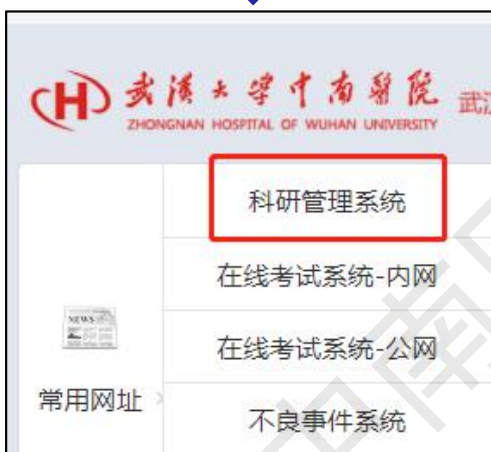 武汉大学中南医院
ZHONGNAN HOSPITAL OF WUHAN UNIVERSITY
科研管理系统
在线考试系统-内网
NEWS
在线考试系统-公网
常用网址
不良事件系统